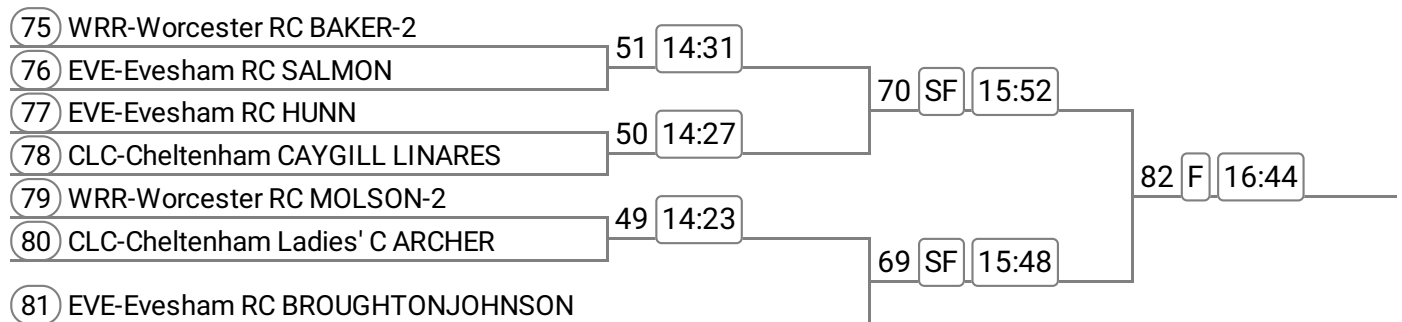 75 WRR-Worcester RC BAKER-2
51 14:31
76 EVE-Evesham RC SALMON
70 SF 15:52
77 EVE-Evesham RC HUNN
50 14:27
78 CLC-Cheltenham CAYGILL LINARES
82 F 16:44
79 WRR-Worcester RC MOLSON-2
49 14:23
80 CLC-Cheltenham Ladies' C ARCHER
69 SF 15:48
81 EVE-Evesham RC BROUGHTONJOHNSON